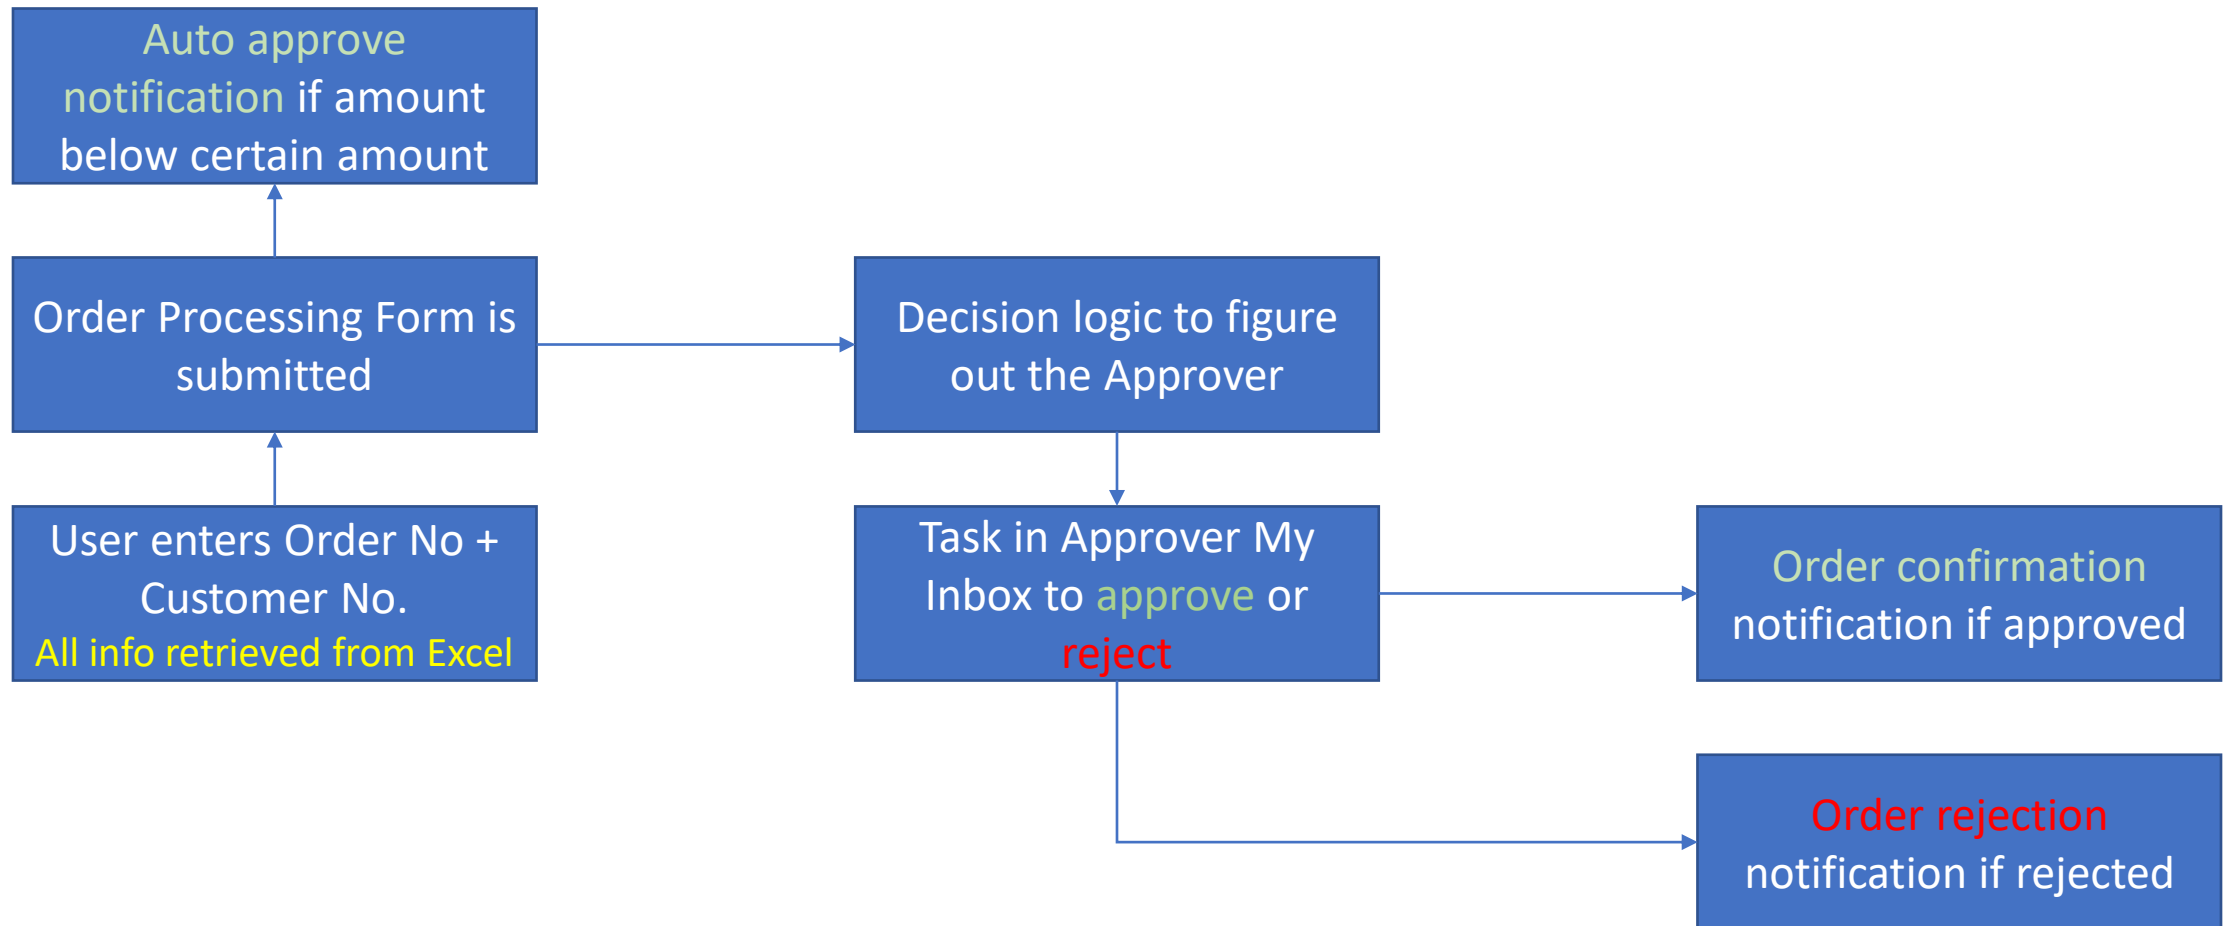 Auto approve
notification if amount
below certain amount
Order Processing Form is
submitted
Decision logic to figure
out the Approver
User enters Order No +
Customer No.
All info retrieved from Excel
Task in Approver My
Inbox to approve or
reject
Order confirmation
notification if approved
Order rejection
notification if rejected